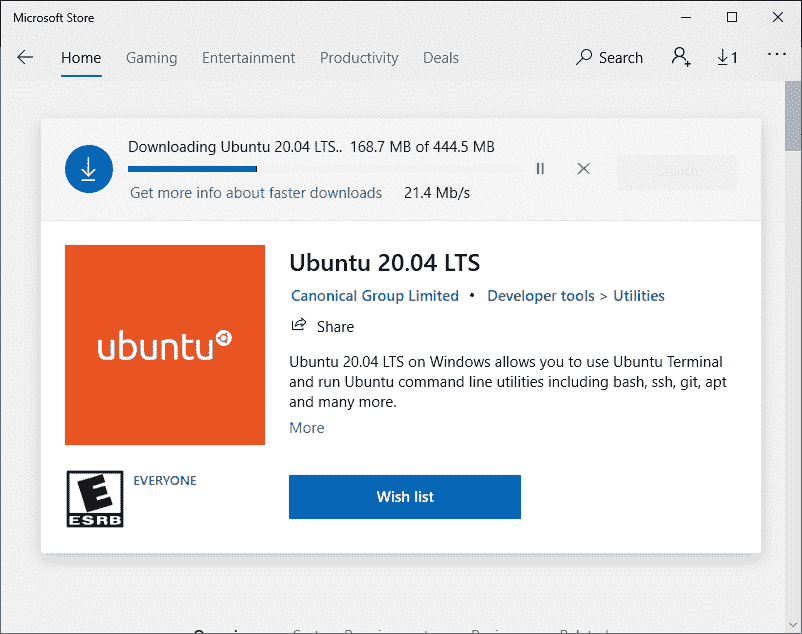 Microsoft Store
Home Gaming Entertainment Productivity Deals Search 1
Downloading Ubuntu 20.04 LTS.. 168.7 MB of 444.5 MB
Launch
Get more info about faster downloads 21.4 Mb/s
Ubuntu 20.04 LTS
Canonical Group Limited • Developer tools > Utilities
Share
ubuntu
Ubuntu 20.04 LTS on Windows allows you to use Ubuntu Terminal
and run Ubuntu command line utilities including bash, ssh, git, apt
and many more.
More
E
ESRB
EVERYONE
Wish list